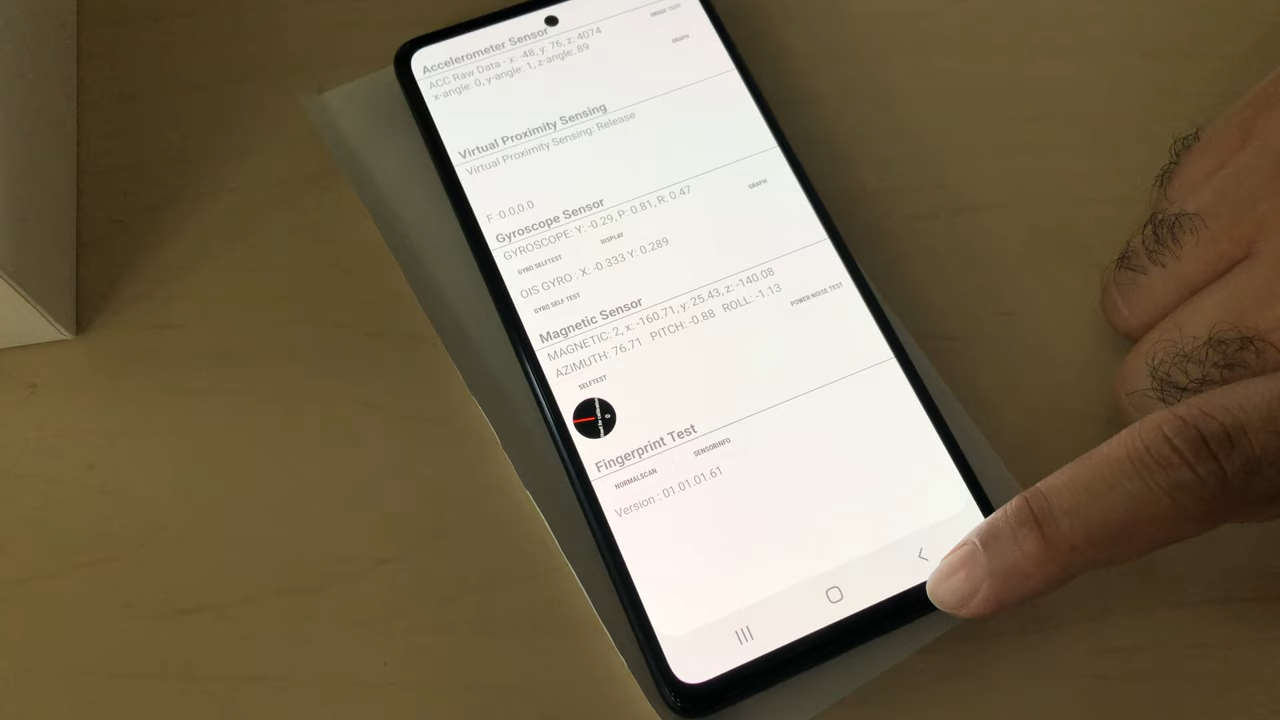 IMAGE TEST
Accelerometer Sensor
ACC Raw Data - x: -48, y: 76, z: 4074
GRAPH
x-angle: 0, y-angle: 1, z-angle: 89
Virtual Proximity Sensing
Virtual Proximity Sensing: Release
F :0.0,0.0
Gyroscope Sensor
GYROSCOPE: Y: -0.29, P: 0.81, R: 0.47
GRAPH
GYRO SELFTEST DISPLAY
OIS GYRO : X: -0.333 Y: 0.289
GYRO SELF TEST
Magnetic Sensor
MAGNETIC: 2, x: -160.71, y: 25.43, z: -140.08
AZIMUTH: 76.71 PITCH: -0.88 ROLL: -1.13
POWER NOISE TEST
SELFTEST
0
Fingerprint Test
NORMALSCAN SENSORINFO
Version : 01.01.01.61